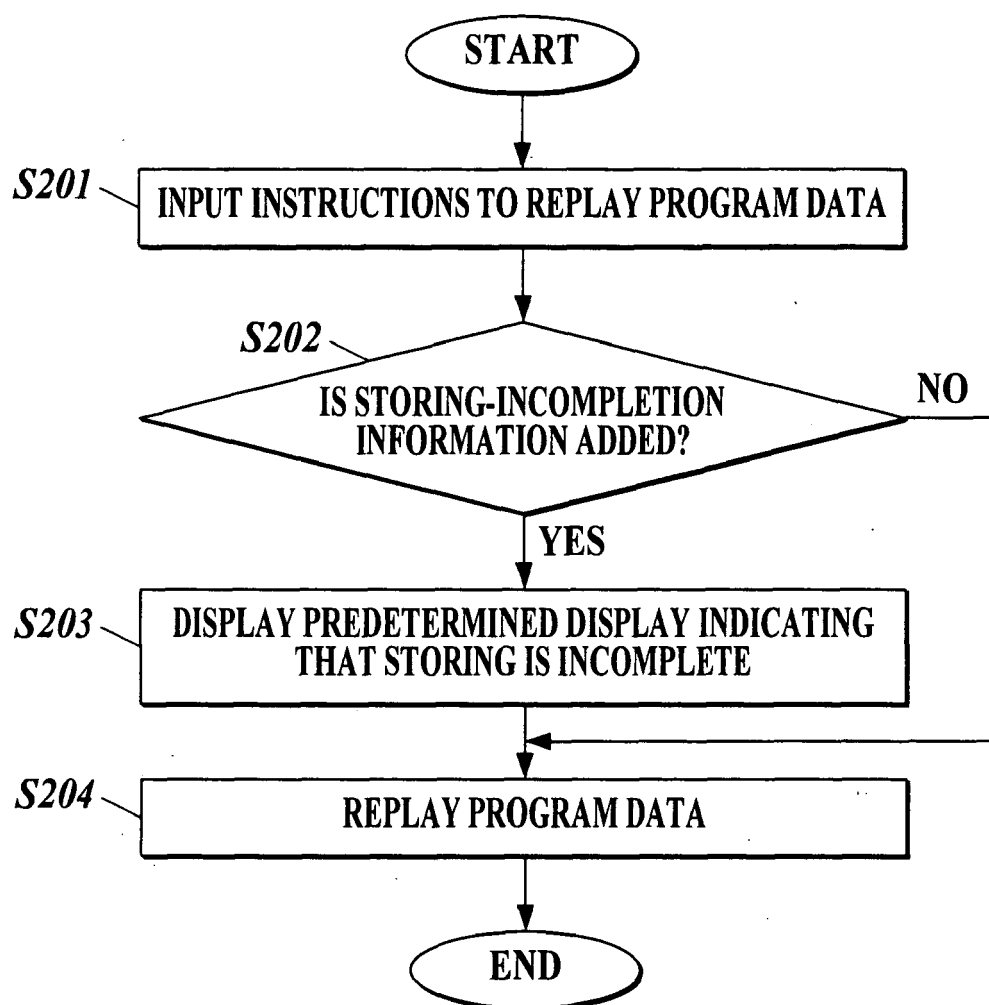 START
S201
INPUT INSTRUCTIONS TO REPLAY PROGRAM DATA
S202
IS STORING-INCOMPLETION
INFORMATION ADDED?
NO
YES
S203
DISPLAY PREDETERMINED DISPLAY INDICATING
THAT STORING IS INCOMPLETE
S204
REPLAY PROGRAM DATA
END